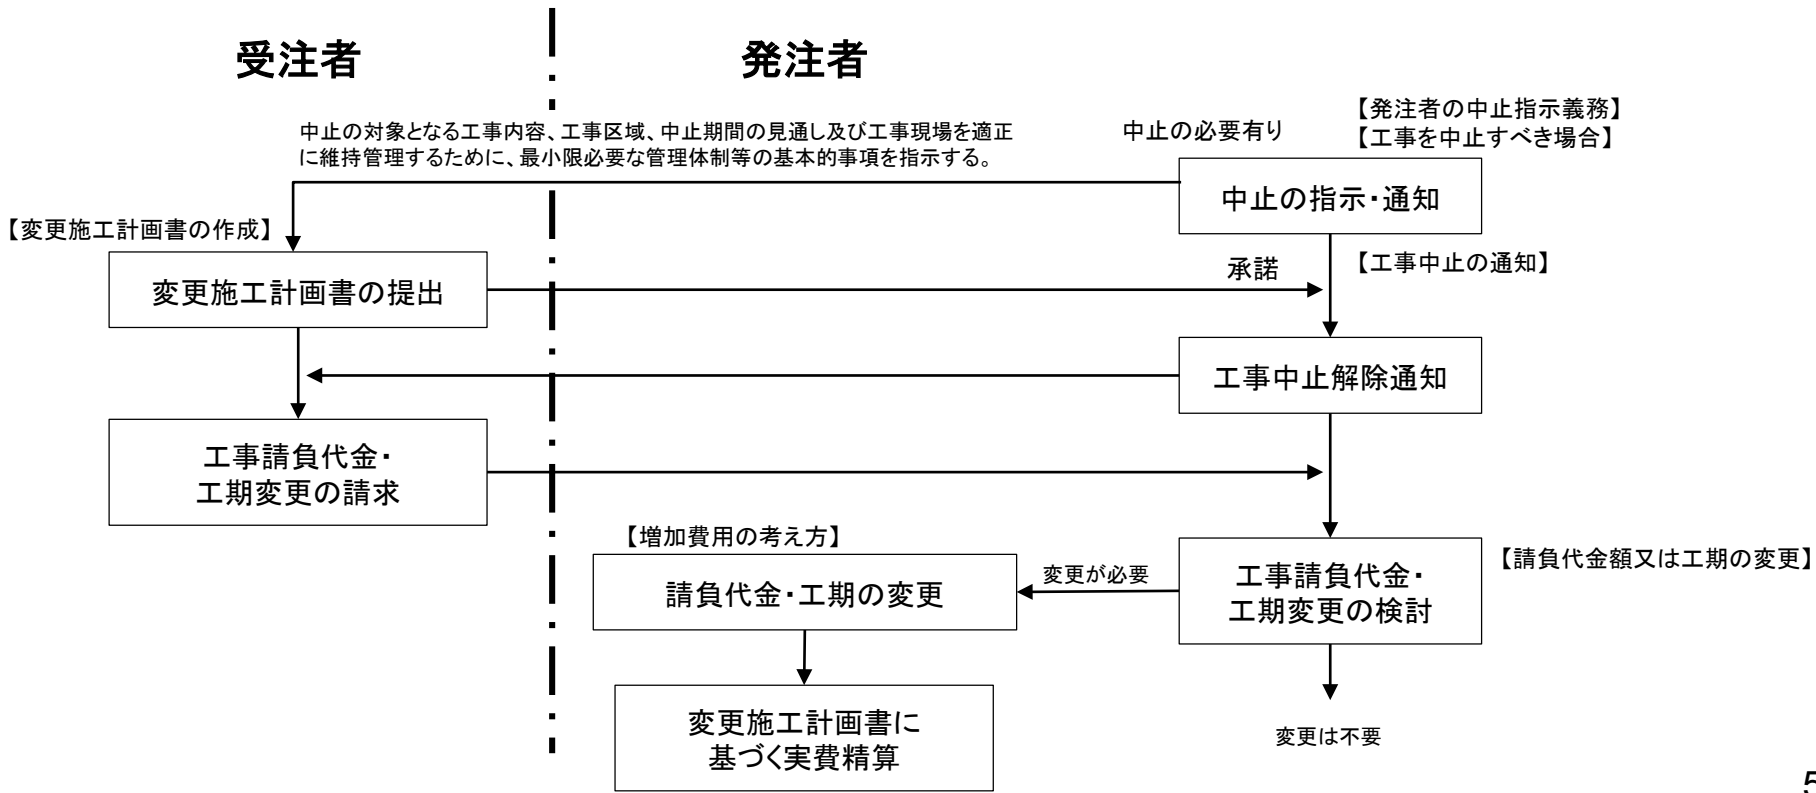 受注者
発注者
【発注者の中止指示義務】
【工事を中止すべき場合】
中止の対象となる工事内容、工事区域、中止期間の見通し及び工事現場を適正
に維持管理するために、最小限必要な管理体制等の基本的事項を指示する。
中止の必要有り
中止の指示・通知
【変更施工計画書の作成】
変更施工計画書の提出
承諾
【工事中止の通知】
工事中止解除通知
工事請負代金・
工期変更の請求
【増加費用の考え方】
請負代金・工期の変更
変更が必要
工事請負代金・
工期変更の検討
【請負代金額又は工期の変更】
変更施工計画書に
基づく実費精算
変更は不要
5